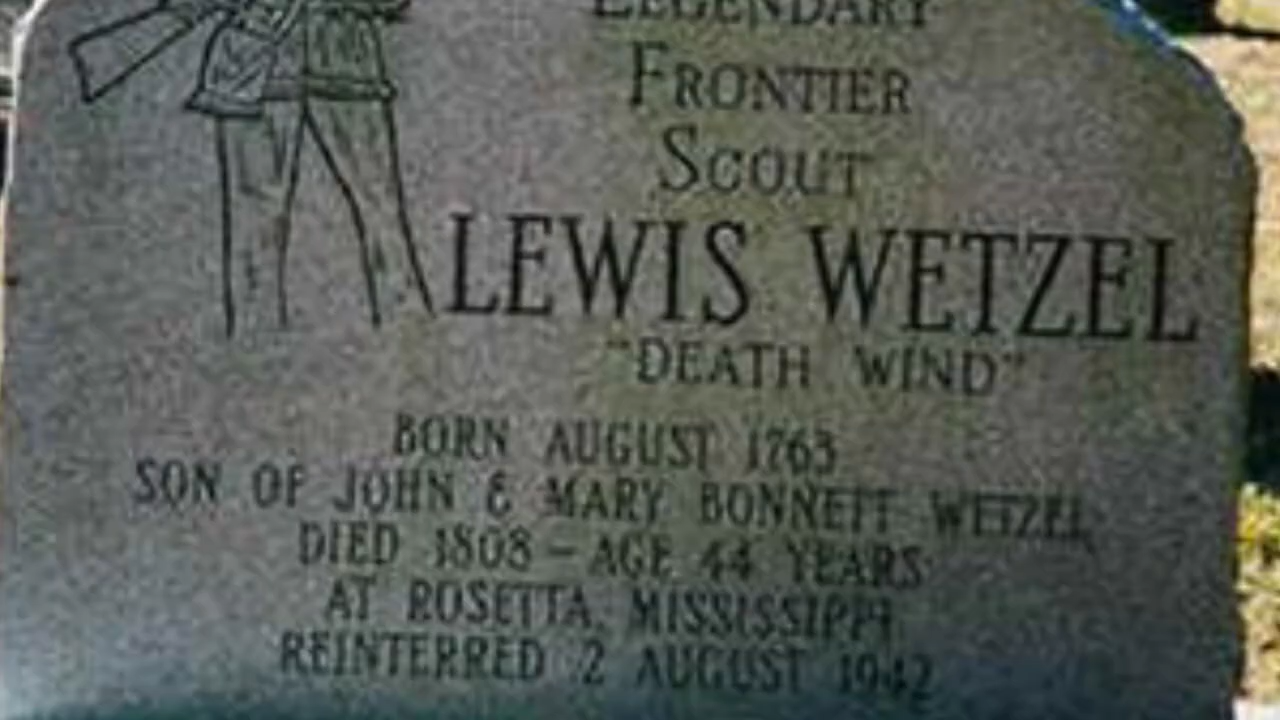 LEGENDARY
FRONTIER
SCOUT
LEWIS WETZEL
"DEATH WIND"
BORN AUGUST 1763
SON OF JOHN & MARY BONNETT WETZEL
DIED 1808 – AGE 44 YEARS
AT ROSETTA, MISSISSIPPI
REINTERRED 2 AUGUST 1942